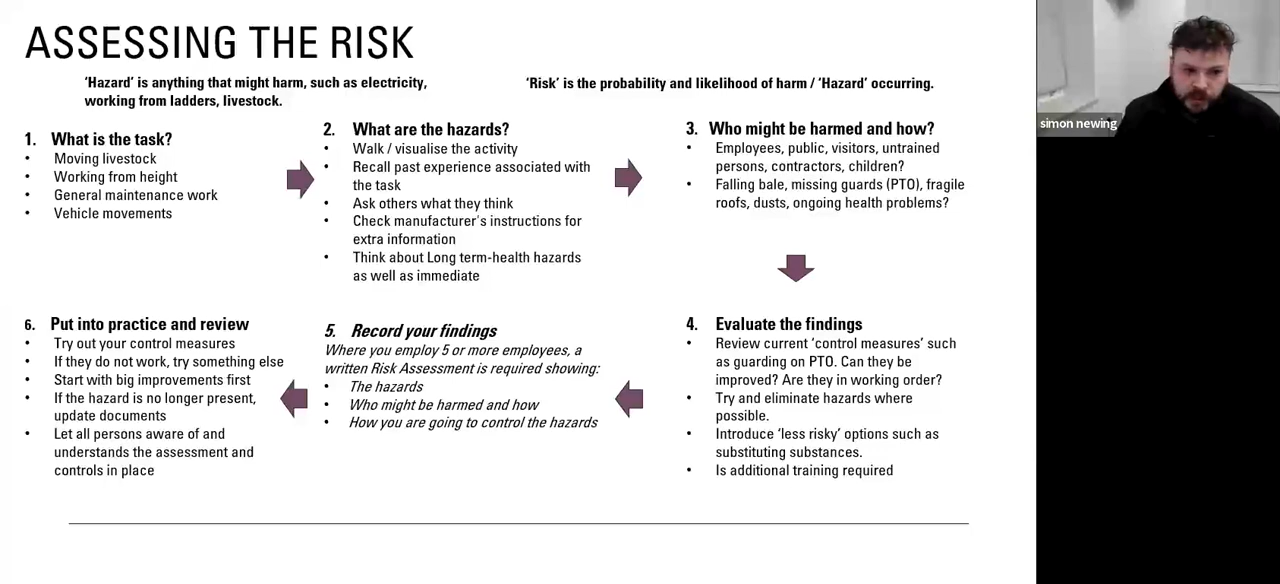 ASSESSING THE RISK
‘Hazard’ is anything that might harm, such as electricity,
working from ladders, livestock.
‘Risk’ is the probability and likelihood of harm / ‘Hazard’ occurring.
1. What is the task?
• Moving livestock
• Working from height
• General maintenance work
• Vehicle movements
2. What are the hazards?
• Walk / visualise the activity
• Recall past experience associated with
the task
• Ask others what they think
• Check manufacturer's instructions for
extra information
• Think about Long term-health hazards
as well as immediate
3. Who might be harmed and how?
• Employees, public, visitors, untrained
persons, contractors, children?
• Falling bale, missing guards (PTO), fragile
roofs, dusts, ongoing health problems?
4. Evaluate the findings
• Review current ‘control measures’ such
as guarding on PTO. Can they be
improved? Are they in working order?
• Try and eliminate hazards where
possible.
• Introduce ‘less risky’ options such as
substituting substances.
• Is additional training required
5. Record your findings
Where you employ 5 or more employees, a
written Risk Assessment is required showing:
• The hazards
• Who might be harmed and how
• How you are going to control the hazards
6. Put into practice and review
• Try out your control measures
• If they do not work, try something else
• Start with big improvements first
• If the hazard is no longer present,
update documents
• Let all persons aware of and
understands the assessment and
controls in place
simon newing